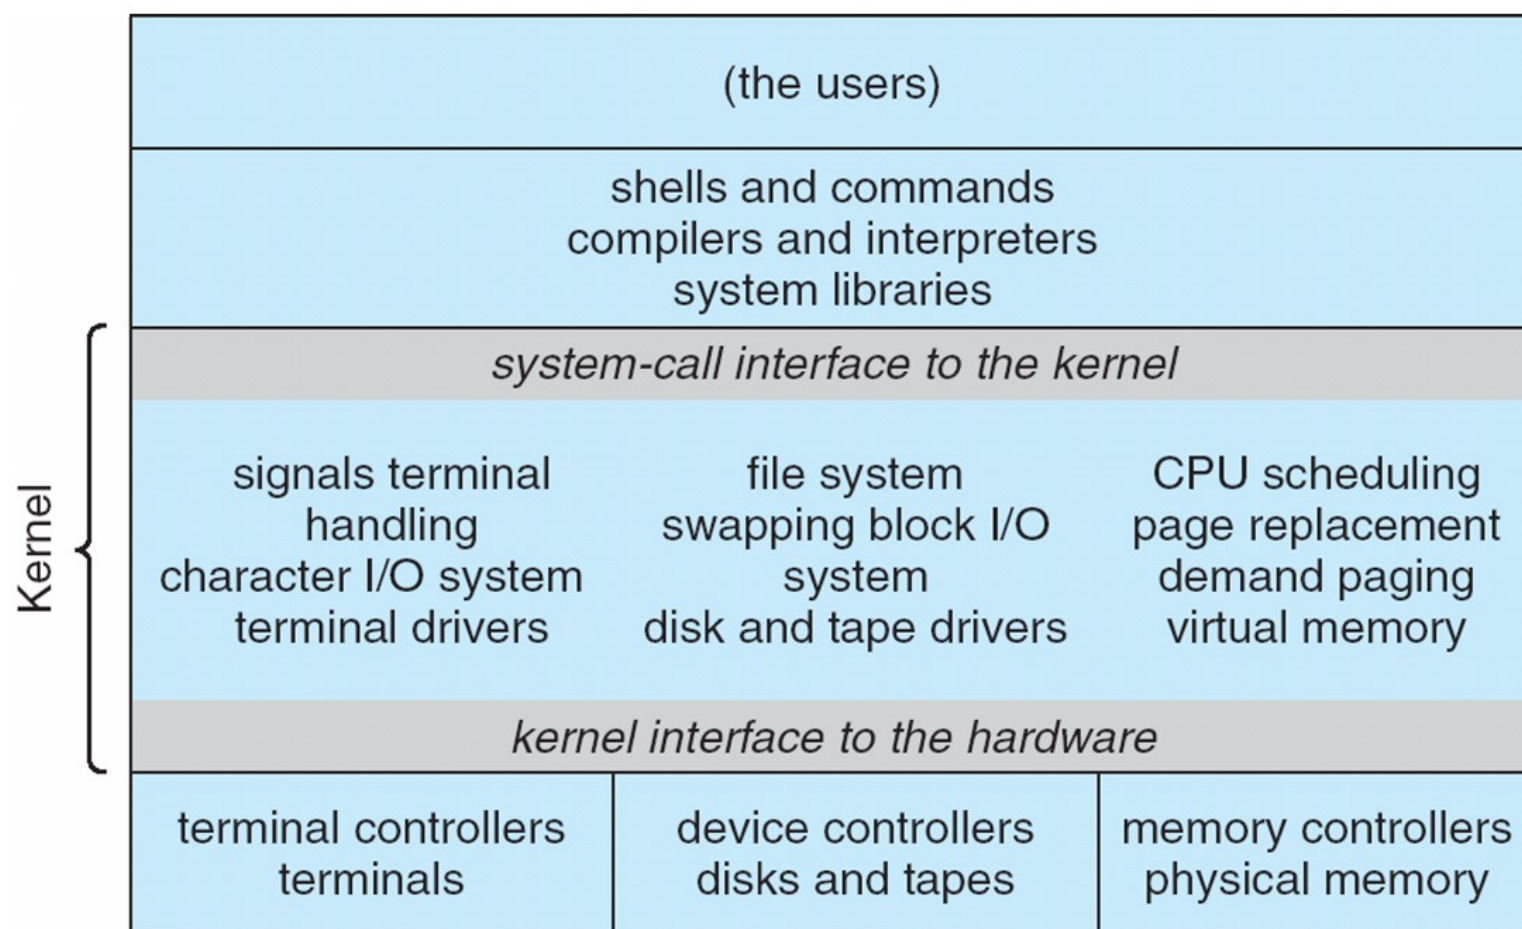 (the users)
shells and commands
compilers and interpreters
system libraries
system-call interface to the kernel
Kernel
signals terminal
handling
character I/O system
terminal drivers
file system
swapping block I/O
system
disk and tape drivers
CPU scheduling
page replacement
demand paging
virtual memory
kernel interface to the hardware
terminal controllers
terminals
device controllers
disks and tapes
memory controllers
physical memory